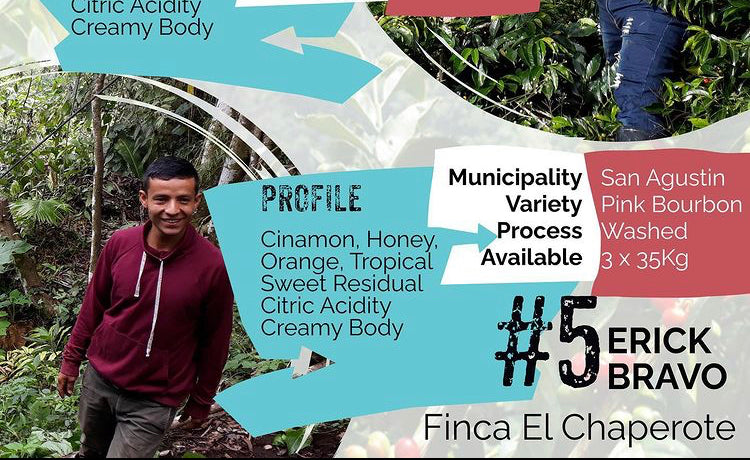 Citric Acidity
Creamy Body
PROFILE
Cinamon, Honey,
Orange, Tropical
Sweet Residual
Citric Acidity
Creamy Body
Municipality San Agustin
Variety Pink Bourbon
Process Washed
Available 3 x 35Kg
#5 ERICK
BRAVO
Finca El Chaperote